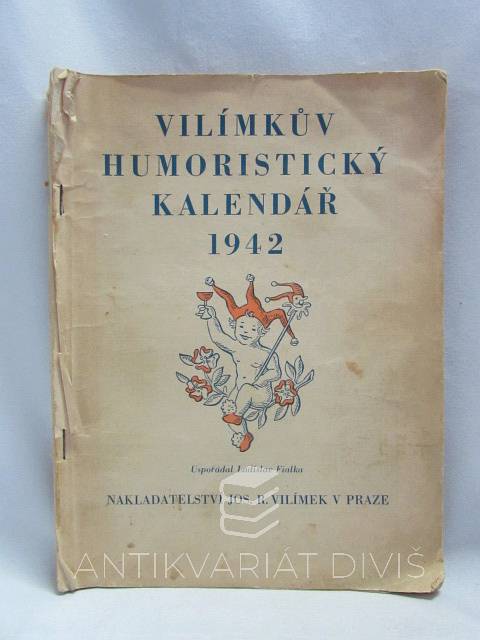 VILÍMKŮV
HUMORISTICKÝ
KALENDÁŘ
1942
Uspořádal Ladislav Fialka
NAKLADATELSTVÍ JOS. R. VILÍMEK V PRAZE
ANTIKVARIÁT DIVIŠ